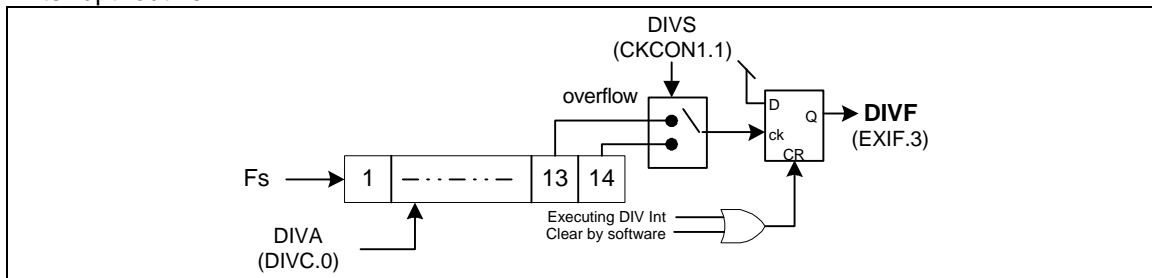 DIVS
(CKCON1.1)
overflow
D
Q
ck
CR
DIVF
(EXIF.3)
Fs
1
13
14
Executing DIV Int
Clear by software
DIVA
(DIVC.0)